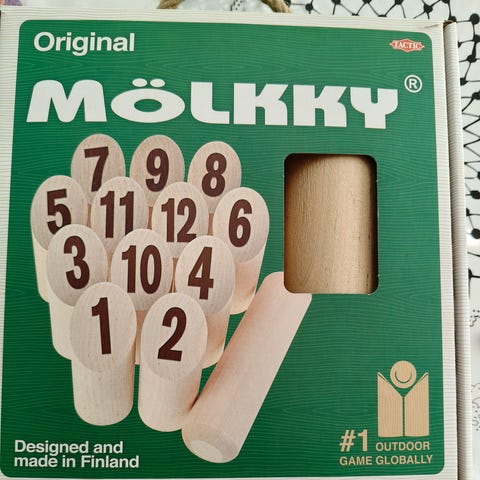 Original
TACTIC
MÖLKKY®
7 9 8
5 11 12 6
3 10 4
1 2
Designed and
made in Finland
#1 OUTDOOR
GAME GLOBALLY